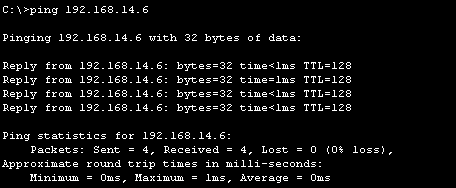 C:\>ping 192.168.14.6
Pinging 192.168.14.6 with 32 bytes of data:
Reply from 192.168.14.6: bytes=32 time<1ms TTL=128
Reply from 192.168.14.6: bytes=32 time=1ms TTL=128
Reply from 192.168.14.6: bytes=32 time<1ms TTL=128
Reply from 192.168.14.6: bytes=32 time<1ms TTL=128
Ping statistics for 192.168.14.6:
Packets: Sent = 4, Received = 4, Lost = 0 (0% loss),
Approximate round trip times in milli-seconds:
Minimum = 0ms, Maximum = 1ms, Average = 0ms